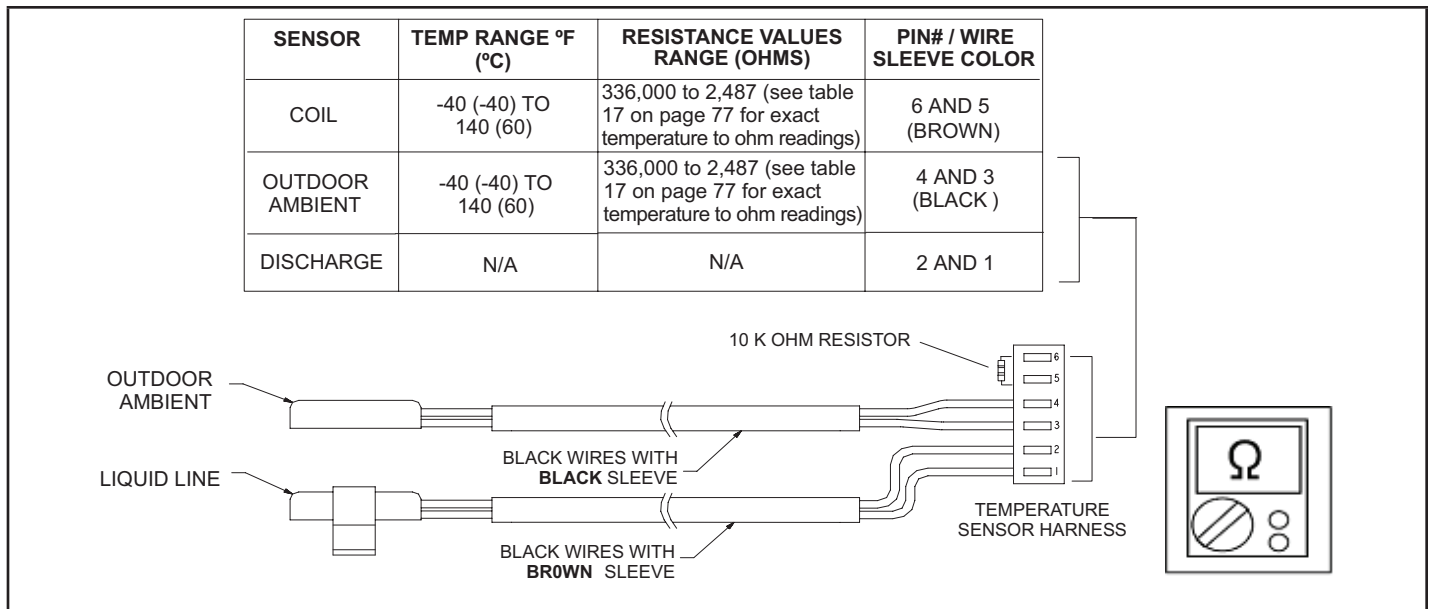 SENSOR
TEMP RANGE ºF
(ºC)
RESISTANCE VALUES
RANGE (OHMS)
PIN# / WIRE
SLEEVE COLOR
COIL
-40 (-40) TO
140 (60)
336,000 to 2,487 (see table
17 on page 77 for exact
temperature to ohm readings)
6 AND 5
(BROWN)
OUTDOOR
AMBIENT
-40 (-40) TO
140 (60)
336,000 to 2,487 (see table
17 on page 77 for exact
temperature to ohm readings)
4 AND 3
(BLACK )
DISCHARGE
N/A
N/A
2 AND 1
10 K OHM RESISTOR
6
5
4
3
2
1
OUTDOOR
AMBIENT
BLACK WIRES WITH
BLACK SLEEVE
LIQUID LINE
BLACK WIRES WITH
BR0WN SLEEVE
TEMPERATURE
SENSOR HARNESS
Ω